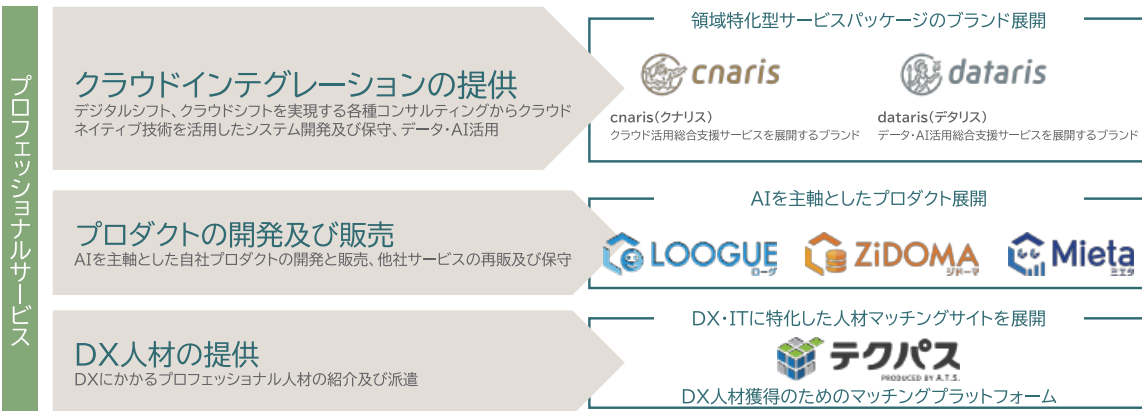 プロフェッショナルサービス
クラウドインテグレーションの提供
デジタルシフト、クラウドシフトを実現する各種コンサルティングからクラウド
ネイティブ技術を活用したシステム開発及び保守、データ・AI活用
領域特化型サービスパッケージのブランド展開
cnaris
cnaris(クナリス)
クラウド活用総合支援サービスを展開するブランド
dataris
dataris(デタリス)
データ・AI活用総合支援サービスを展開するブランド
プロダクトの開発及び販売
AIを主軸とした自社プロダクトの開発と販売、他社サービスの再販及び保守
AIを主軸としたプロダクト展開
LOOGUE
ローグ
ZiDOMA
ジドーマ
Mieta
ミエタ
DX人材の提供
DXにかかるプロフェッショナル人材の紹介及び派遣
DX・ITに特化した人材マッチングサイトを展開
テクパス
PRODUCED BY A.T.S.
DX人材獲得のためのマッチングプラットフォーム